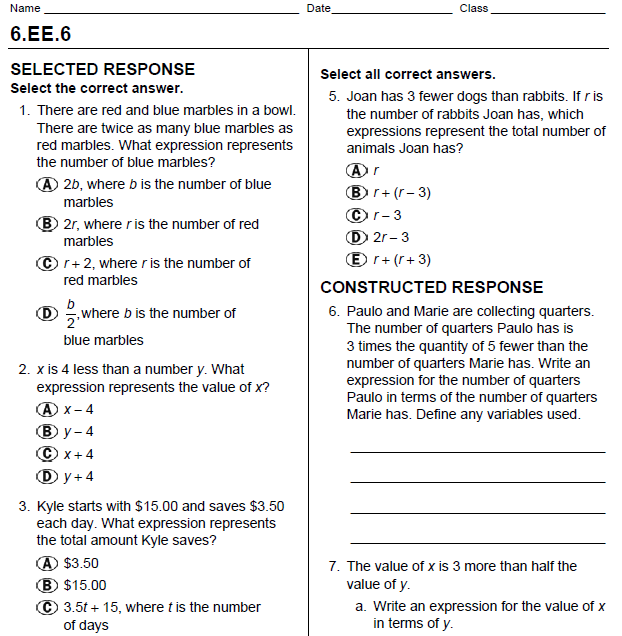 Name Date Class
6.EE.6
SELECTED RESPONSE
Select the correct answer.
1. There are red and blue marbles in a bowl.
There are twice as many blue marbles as
red marbles. What expression represents
the number of blue marbles?
A 2b, where b is the number of blue
marbles
B 2r, where r is the number of red
marbles
C r + 2, where r is the number of
red marbles
D b/2, where b is the number of
blue marbles
2. x is 4 less than a number y. What
expression represents the value of x?
A x – 4
B y – 4
C x + 4
D y + 4
3. Kyle starts with $15.00 and saves $3.50
each day. What expression represents
the total amount Kyle saves?
A $3.50
B $15.00
C 3.5t + 15, where t is the number
of days
Select all correct answers.
5. Joan has 3 fewer dogs than rabbits. If r is
the number of rabbits Joan has, which
expressions represent the total number of
animals Joan has?
A r
B r + (r – 3)
C r – 3
D 2r – 3
E r + (r + 3)
CONSTRUCTED RESPONSE
6. Paulo and Marie are collecting quarters.
The number of quarters Paulo has is
3 times the quantity of 5 fewer than the
number of quarters Marie has. Write an
expression for the number of quarters
Paulo in terms of the number of quarters
Marie has. Define any variables used.
7. The value of x is 3 more than half the
value of y.
a. Write an expression for the value of x
in terms of y.